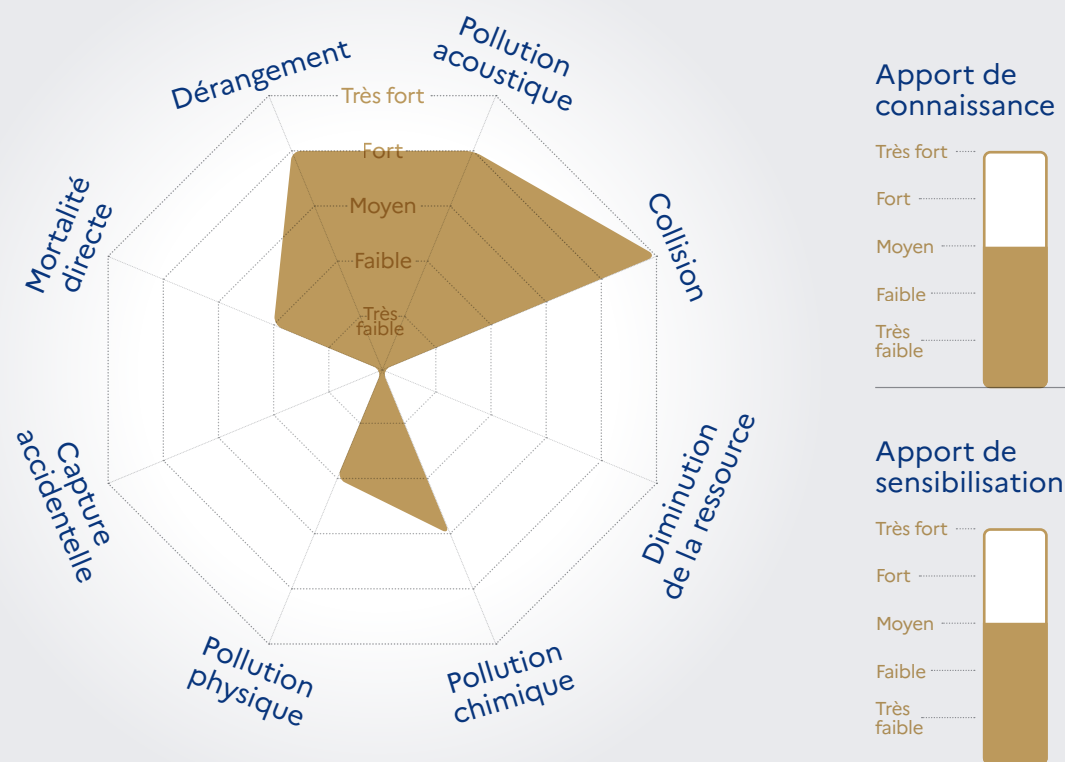 Pollution
acoustique
Dérangement
Très fort
Fort
Moyen
Faible
Très
faible
Collision
Mortalité
directe
Diminution
de la ressource
Capture
accidentelle
Pollution
physique
Pollution
chimique
Apport de
connaissance
Très fort
Fort
Moyen
Faible
Très
faible
Apport de
sensibilisation
Très fort
Fort
Moyen
Faible
Très
faible